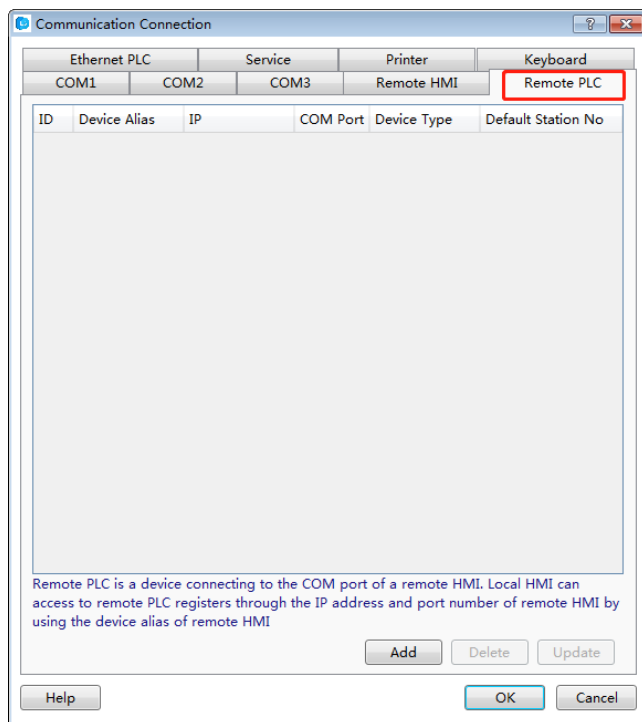 Communication Connection
?
Ethernet PLC Service Printer Keyboard
COM1 COM2 COM3 Remote HMI Remote PLC
ID Device Alias IP COM Port Device Type Default Station No
Remote PLC is a device connecting to the COM port of a remote HMI. Local HMI can
access to remote PLC registers through the IP address and port number of remote HMI by
using the device alias of remote HMI
Add Delete Update
Help OK Cancel